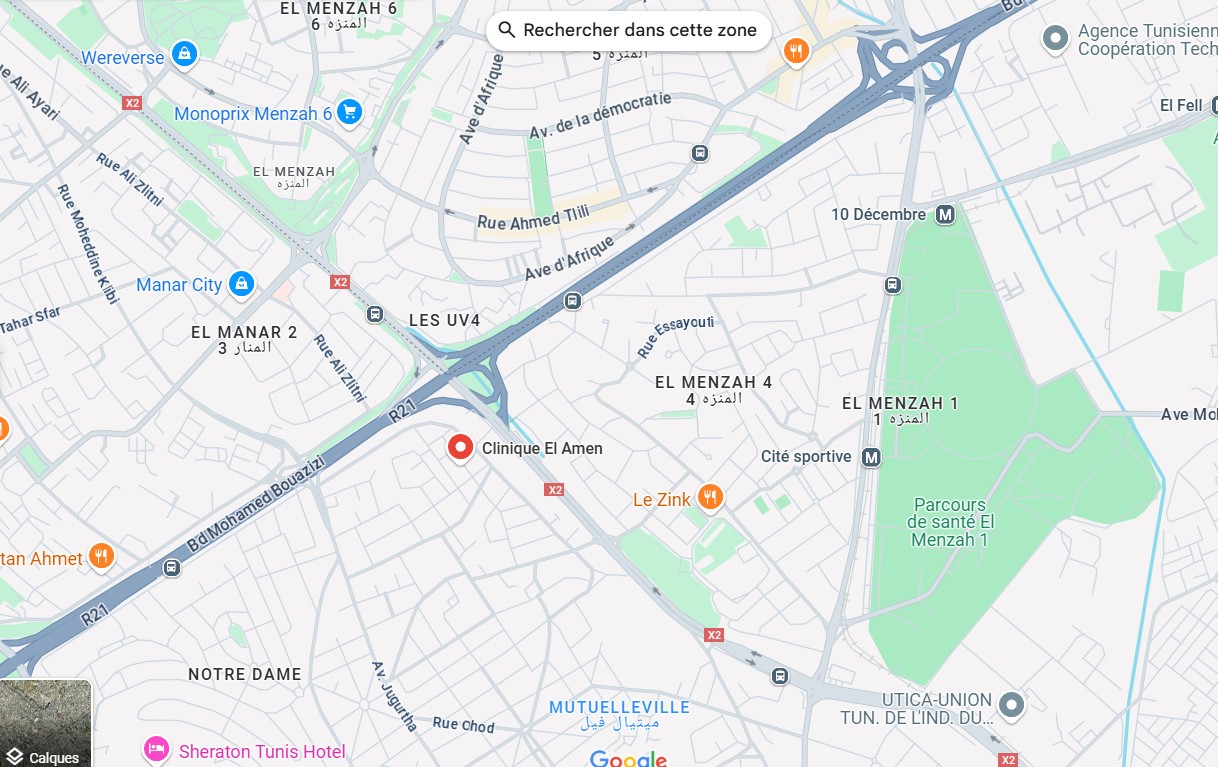 EL MENZAH 6
المنزه 6
Rechercher dans cette zone
المنزه 5
Agence Tunisienn
Coopération Tech
Wereverse
Ave d'Afrique
Rue Ali Ayari
X2
Monoprix Menzah 6
Av. de la démocratie
El Fell
Rue Ali Zlitni
EL MENZAH
المنزه
Rue Moheddine Klibi
Rue Ahmed Tlili
10 Décembre
M
Ave d'Afrique
Manar City
X2
Tahar Sfar
LES UV4
EL MANAR 2
المنار 3
Rue Ali Zlitni
Rue Essayouti
EL MENZAH 4
المنزه 4
EL MENZAH 1
المنزه 1
R21
Ave Mo
Clinique El Amen
Cité sportive
M
Bd Mohamed Bouazizi
X2
Le Zink
Parcours
de santé El
Menzah 1
tan Ahmet
R21
X2
NOTRE DAME
Av. Jugurtha
MUTUELLEVILLE
ميتيال فيل
UTICA-UNION
TUN. DE L'IND. DU...
Rue Chod
Sheraton Tunis Hotel
Calques
Google
X2